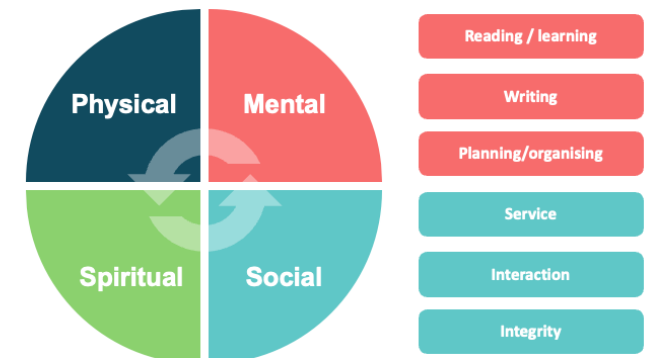 Physical
Mental
Spiritual
Social
Reading / learning
Writing
Planning/organising
Service
Interaction
Integrity